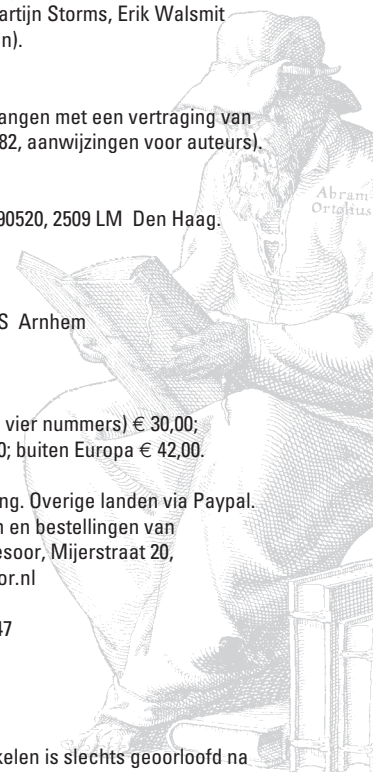 artijn Storms, Erik Walsmit
n).
angen met een vertraging van
82, aanwijzingen voor auteurs).
Abram
Ortelius
90520, 2509 LM Den Haag.
S Arnhem
vier nummers) € 30,00;
0; buiten Europa € 42,00.
ng. Overige landen via Paypal.
n en bestellingen van
esoor, Mijerstraat 20,
or.nl
47
kelen is slechts geoorloofd na